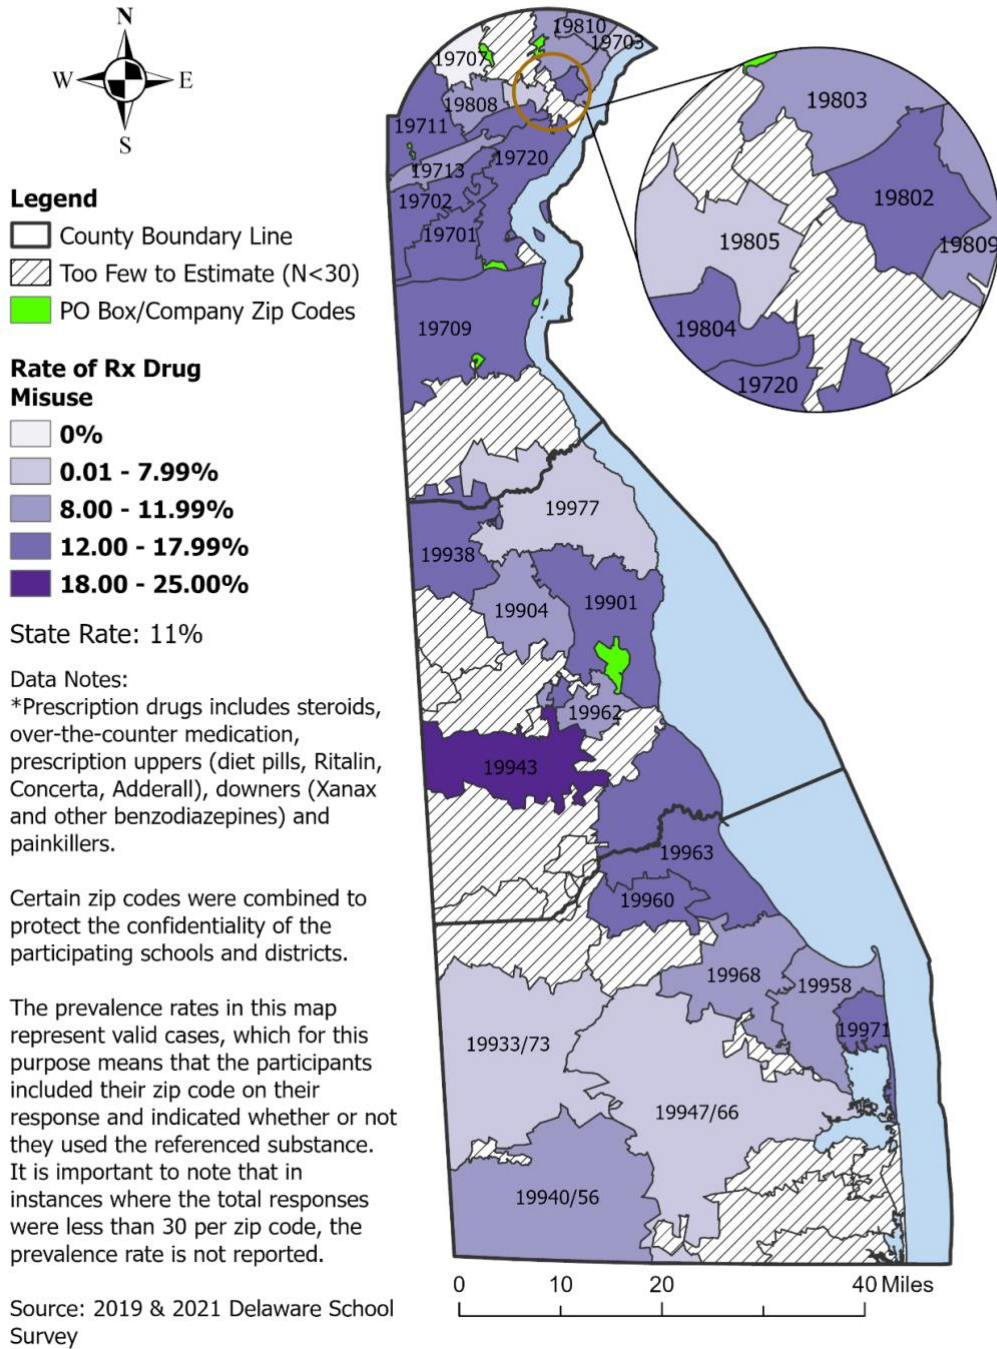 N
W
E
S
Legend
County Boundary Line
Too Few to Estimate (N<30)
PO Box/Company Zip Codes
Rate of Rx Drug
Misuse
0%
0.01 - 7.99%
8.00 - 11.99%
12.00 - 17.99%
18.00 - 25.00%
State Rate: 11%
Data Notes:
*Prescription drugs includes steroids,
over-the-counter medication,
prescription uppers (diet pills, Ritalin,
Concerta, Adderall), downers (Xanax
and other benzodiazepines) and
painkillers.
Certain zip codes were combined to
protect the confidentiality of the
participating schools and districts.
The prevalence rates in this map
represent valid cases, which for this
purpose means that the participants
included their zip code on their
response and indicated whether or not
they used the referenced substance.
It is important to note that in
instances where the total responses
were less than 30 per zip code, the
prevalence rate is not reported.
Source: 2019 & 2021 Delaware School
Survey
19810
19703
19707
19808
19711
19720
19713
19702
19701
19709
19803
19802
19805
19809
19804
19720
19977
19938
19904
19901
19962
19943
19963
19960
19968
19958
19971
19933/73
19947/66
19940/56
0
10
20
40 Miles